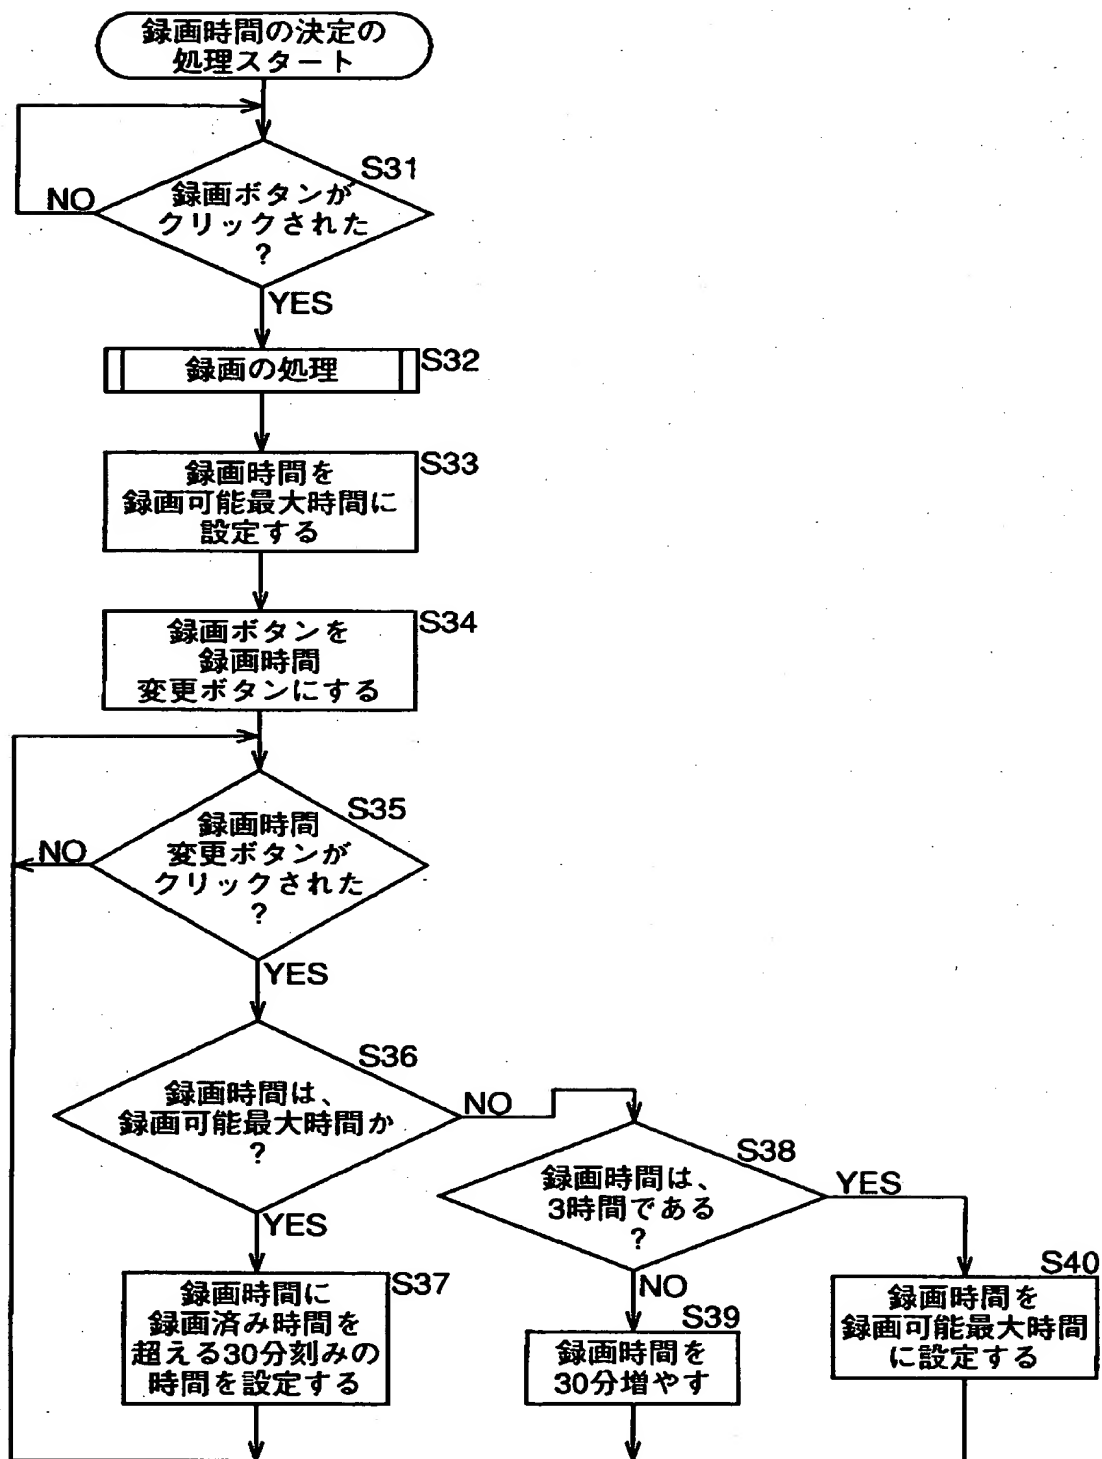 録画時間の決定の
処理スタート
S31
NO
録画ボタンが
クリックされた
?
YES
録画の処理
S32
S33
録画時間を
録画可能最大時間に
設定する
S34
録画ボタンを
録画時間
変更ボタンにする
S35
録画時間
変更ボタンが
クリックされた
?
NO
YES
S36
録画時間は、
録画可能最大時間か
?
NO
YES
S38
録画時間は、
3時間である
?
YES
NO
S37
録画時間に
録画済み時間を
超える30分刻みの
時間を設定する
S39
録画時間を
30分増やす
S40
録画時間を
録画可能最大時間
に設定する